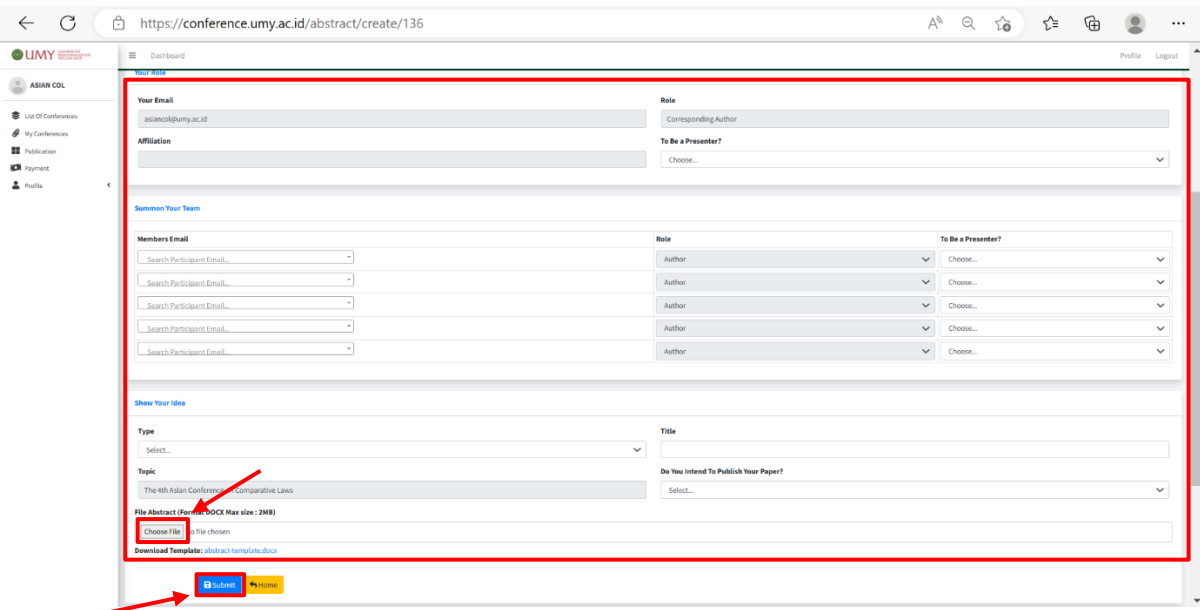 https://conference.umy.ac.id/abstract/create/136
UMY
Dashboard
Profile Logout
ASIAN COL
List Of Conferences
My Conferences
Publication
Payment
Profile
Your Role
Your Email
Role
asiancol@umy.ac.id
Corresponding Author
Affiliation
To Be a Presenter?
Choose...
Summon Your Team
Members Email Role To Be a Presenter?
Search Participant Email... Author Choose...
Search Participant Email... Author Choose...
Search Participant Email... Author Choose...
Search Participant Email... Author Choose...
Search Participant Email... Author Choose...
Show Your Idea
Type
Title
Select...
Topic
Do You Intend To Publish Your Paper?
The 4th Asian Conference Comparative Laws
Select...
File Abstract (Format DOCX Max size : 2MB)
Choose File file chosen
Download Template: abstract-template.docx
Submit Home